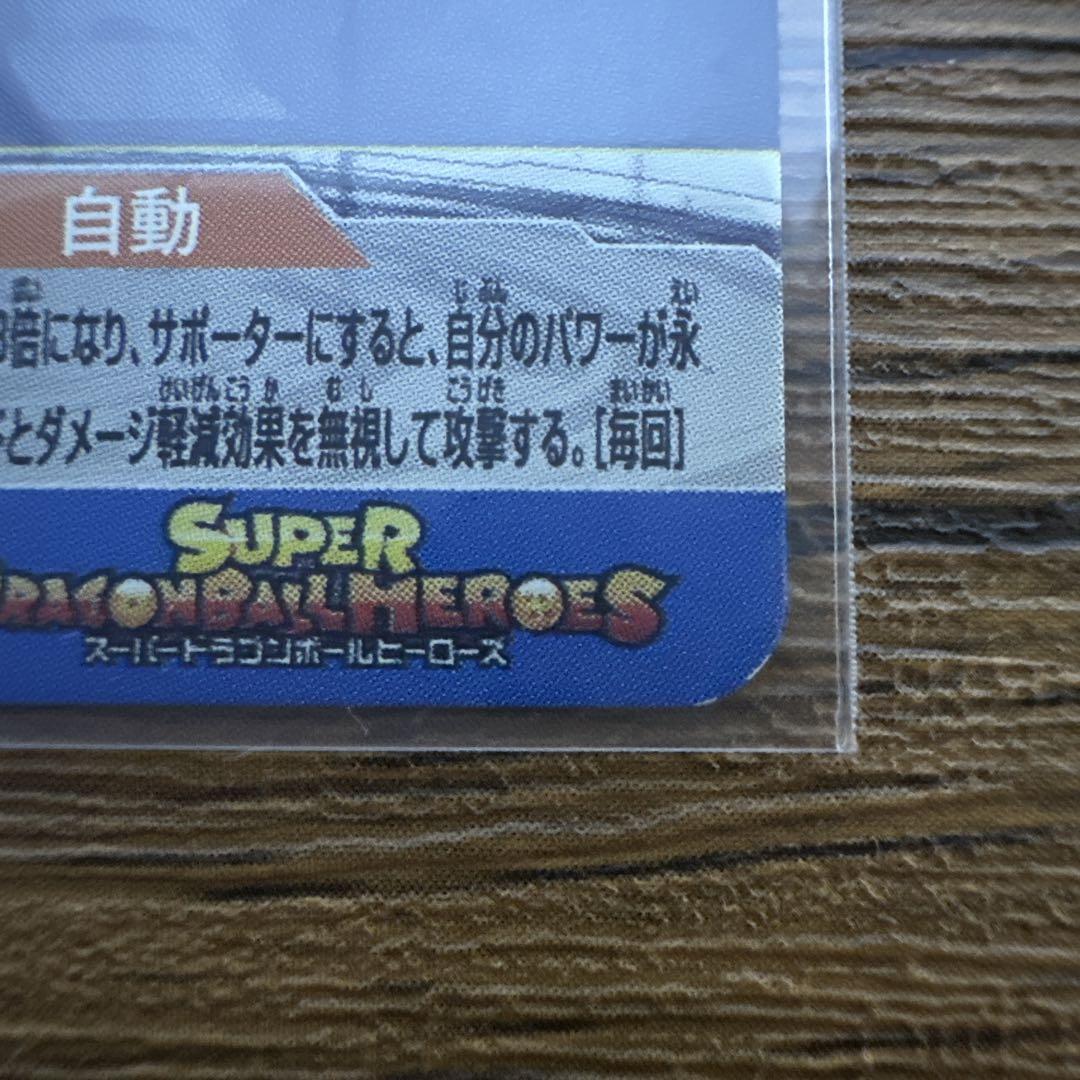 自動
3倍になり、サポーターにすると、自分のパワーが永
とダメージ軽減効果を無視して攻撃する。[毎回]
SUPER
DRAGONBALL HEROES
スーパードラゴンボールヒーローズ